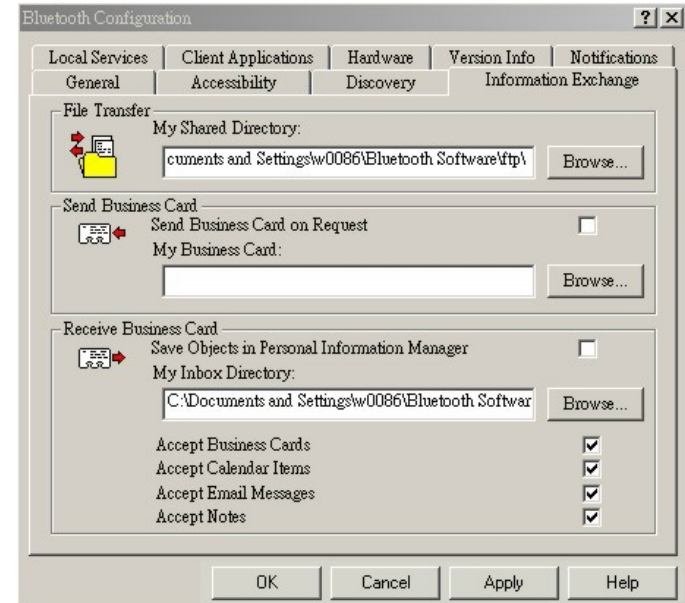 Bluetooth Configuration
Local Services Client Applications Hardware Version Info Notifications
General Accessibility Discovery Information Exchange
File Transfer
My Shared Directory:
cuments and Settings\w0086\Bluetooth Software\ftp\ Browse...
Send Business Card
Send Business Card on Request
My Business Card:
Browse...
Receive Business Card
Save Objects in Personal Information Manager
My Inbox Directory:
C:\Documents and Settings\w0086\Bluetooth Softwar Browse...
Accept Business Cards
Accept Calendar Items
Accept Email Messages
Accept Notes
OK Cancel Apply Help